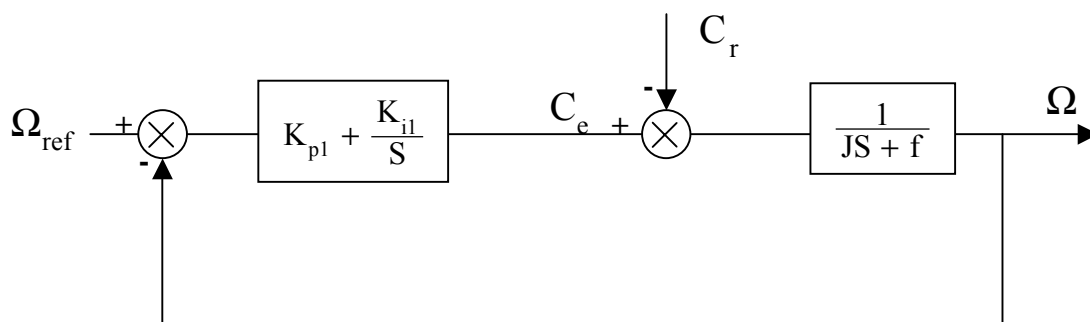 C_r
Ω_ref + -
K_p1 + K_i1/S
C_e + -
1/(JS + f)
Ω